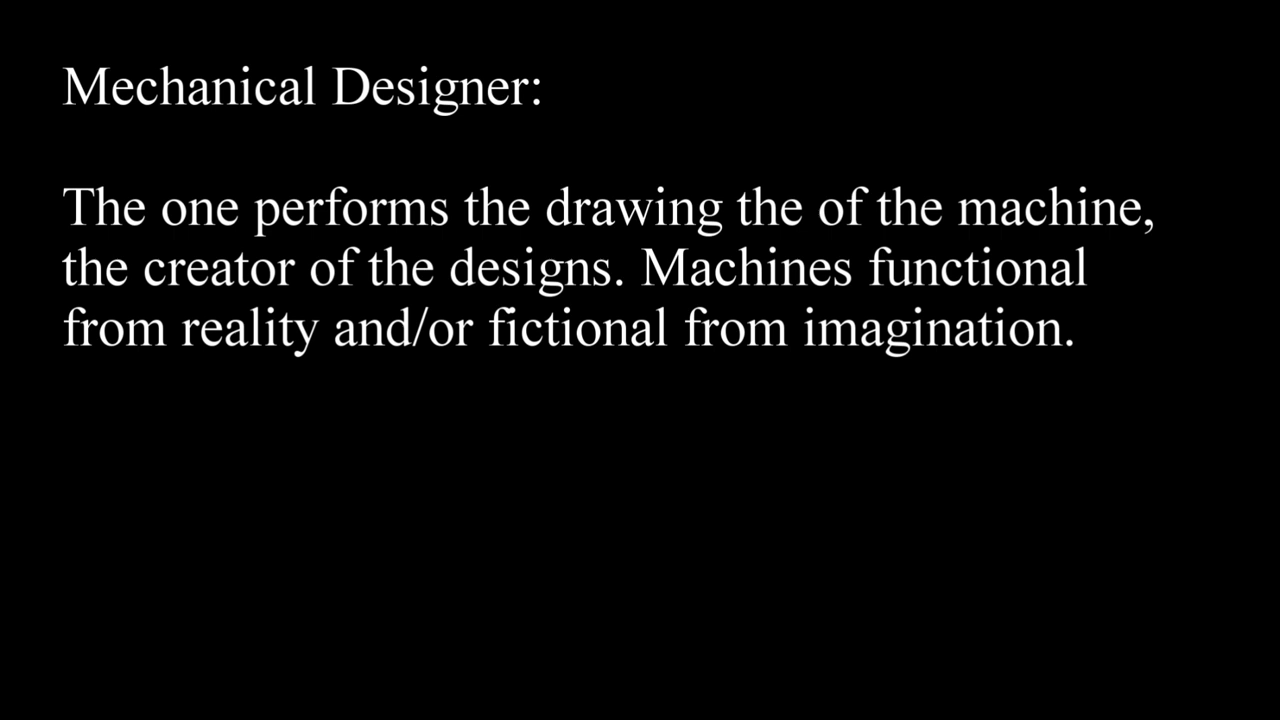 Mechanical Designer:
The one performs the drawing the of the machine,
the creator of the designs. Machines functional
from reality and/or fictional from imagination.